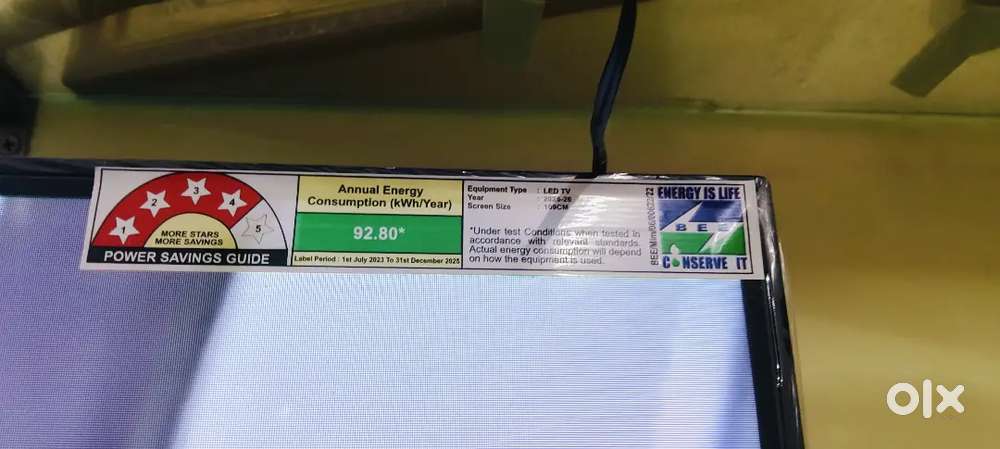 1
2
3
4
5
MORE STARS
MORE SAVINGS
POWER SAVINGS GUIDE
Annual Energy
Consumption (kWh/Year)
92.80*
Label Period : 1st July 2023 To 31st December 2025
Equipment Type : LED TV
Year :
Screen Size : 109CM
*Under test Conditions when tested in
accordance with relevant standards.
Actual energy consumption will depend
on how the equipment is used.
ENERGY IS LIFE
BEE
CONSERVE IT
olx